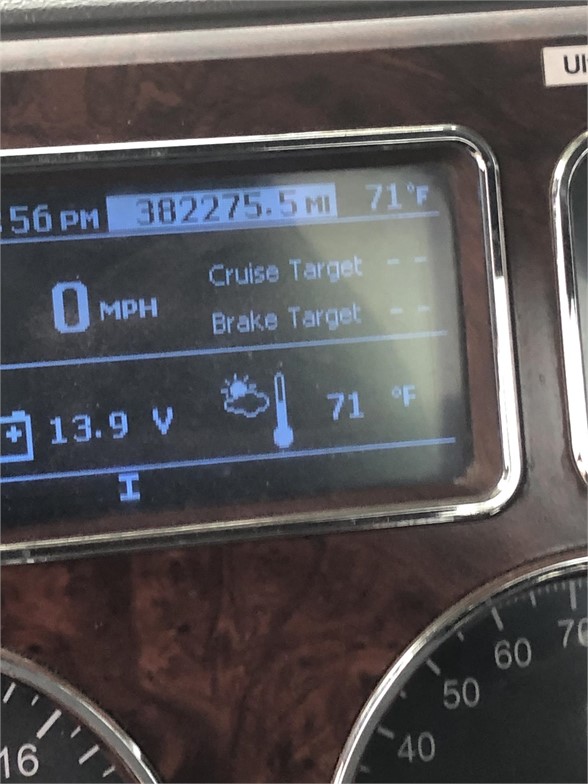 :56 PM 382275.5 MI 71°F
0 MPH
Cruise Target - -
Brake Target - -
13.9 V
71 °F
I
60
50
40
16